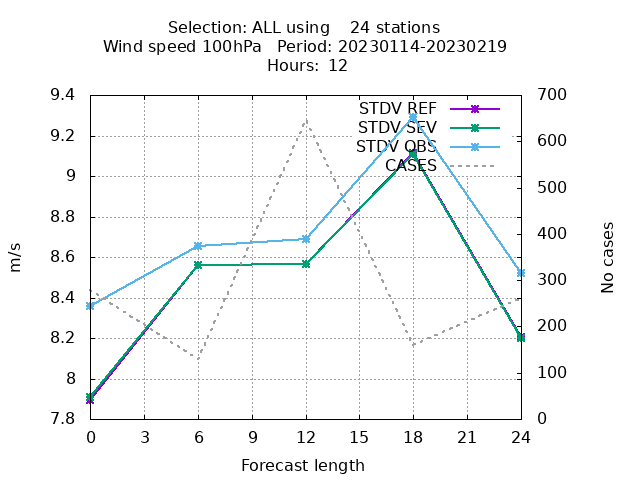 Selection: ALL using    24 stations
Wind speed 100hPa   Period: 20230114-20230219
Hours:  12
9.4
9.2
9
8.8
8.6
8.4
8.2
8
7.8
m/s
STDV REF
STDV SEV
STDV OBS
CASES
700
600
500
400
300
200
100
0
No cases
0 3 6 9 12 15 18 21 24
Forecast length